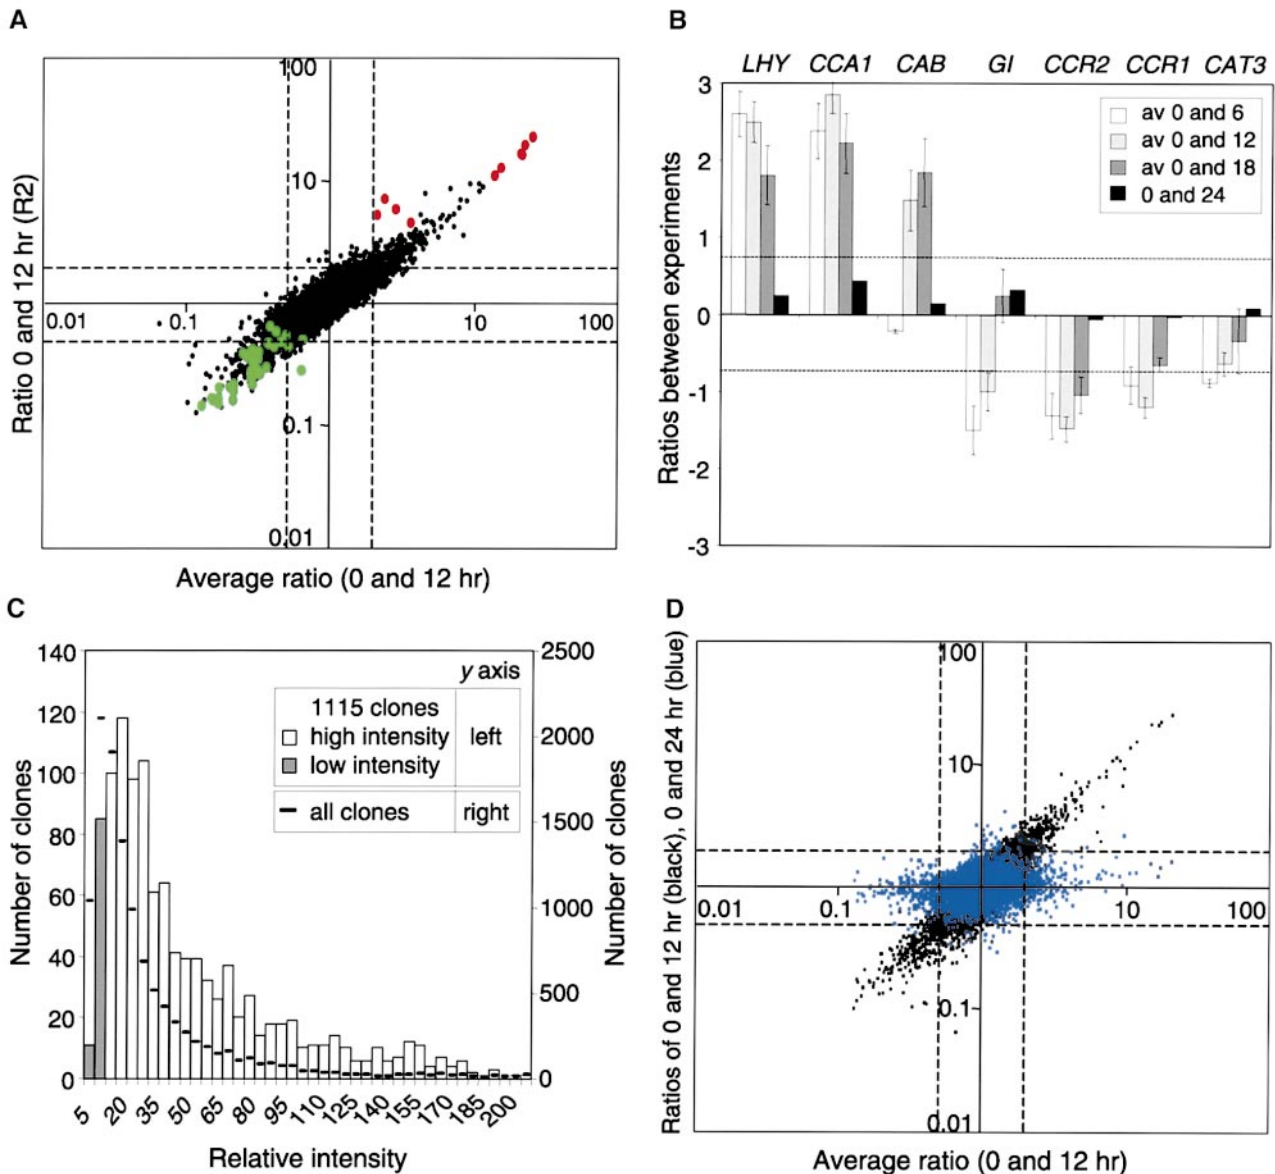 A
100
10
0.01
0.1
10
100
0.1
0.01
Ratio 0 and 12 hr (R2)
Average ratio (0 and 12 hr)
B
LHY CCA1 CAB GI CCR2 CCR1 CAT3
3
2
1
0
-1
-2
-3
Ratios between experiments
av 0 and 6
av 0 and 12
av 0 and 18
0 and 24
C
140
120
100
80
60
40
20
0
Number of clones
2500
2000
1500
1000
500
0
Number of clones
y axis
1115 clones
high intensity
low intensity
left
all clones
right
5 20 35 50 65 80 95 110 125 140 155 170 185 200
Relative intensity
D
100
10
0.01
0.1
10
100
0.1
0.01
Ratios of 0 and 12 hr (black), 0 and 24 hr (blue)
Average ratio (0 and 12 hr)